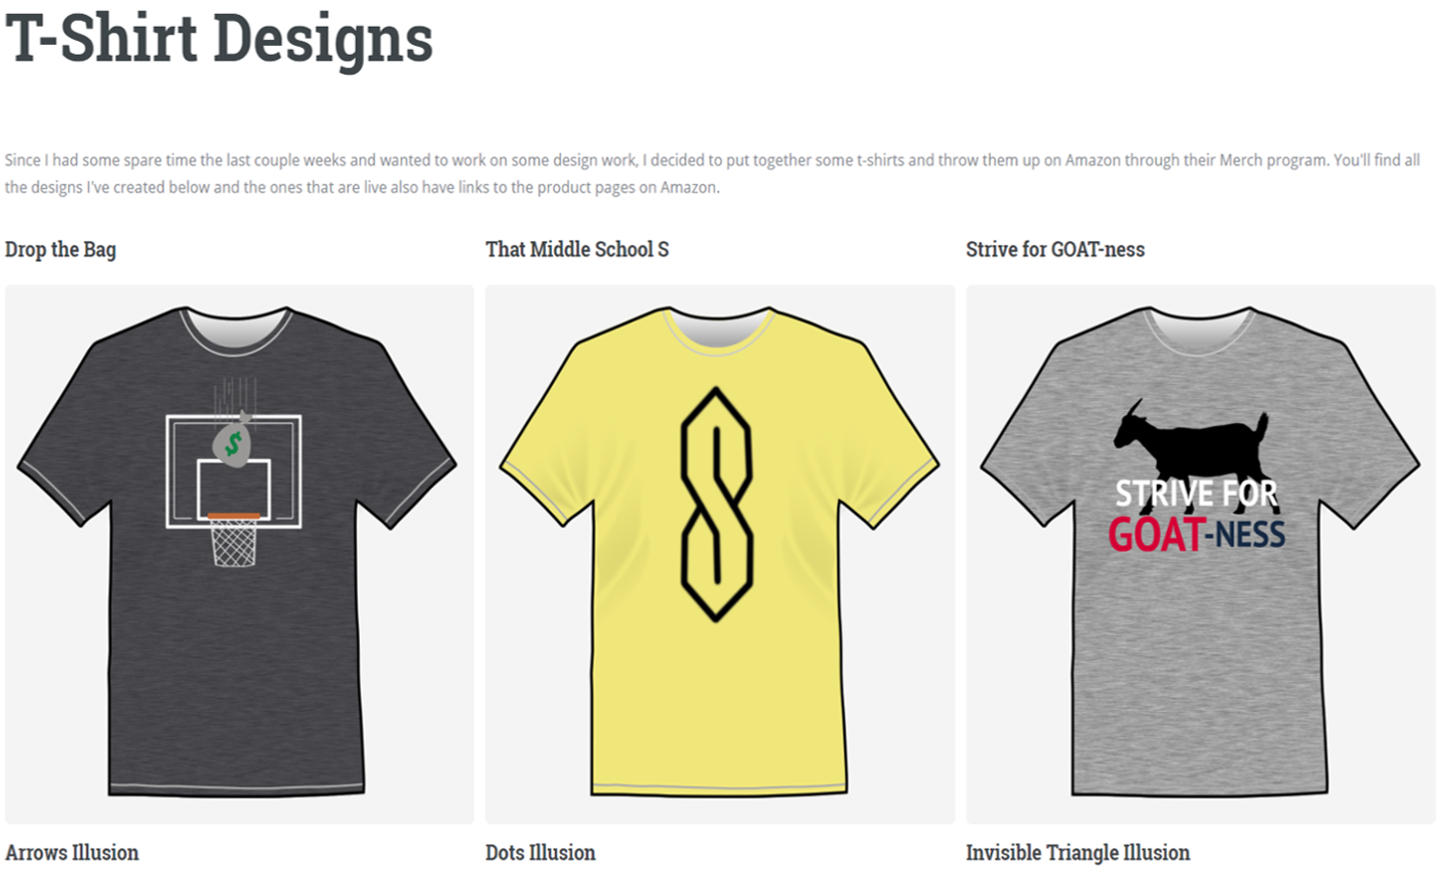 T-Shirt Designs
Since I had some spare time the last couple weeks and wanted to work on some design work, I decided to put together some t-shirts and throw them up on Amazon through their Merch program. You'll find all
the designs I've created below and the ones that are live also have links to the product pages on Amazon.
Drop the Bag
That Middle School S
Strive for GOAT-ness
$
STRIVE FOR
GOAT-NESS
Arrows Illusion
Dots Illusion
Invisible Triangle Illusion